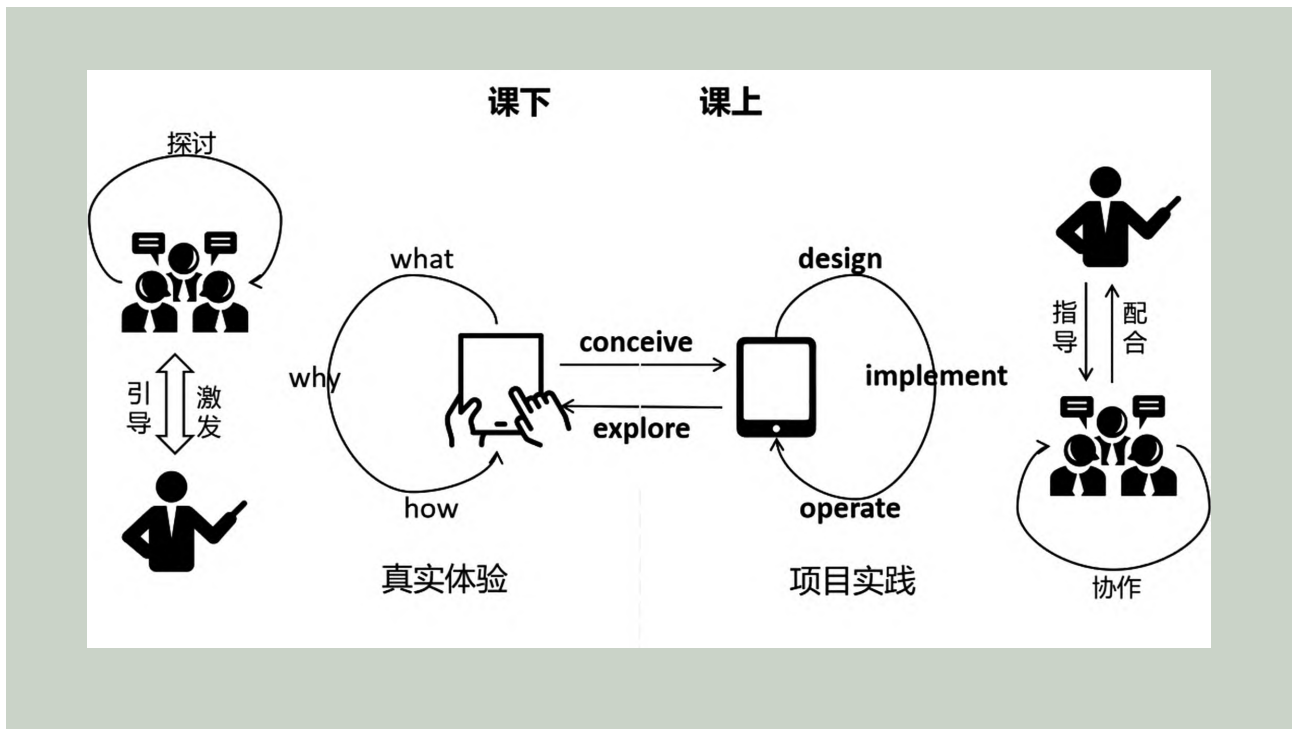 课下
课上
探讨
what
design
指导
配合
conceive
why
implement
引导
激发
explore
how
operate
真实体验
项目实践
协作